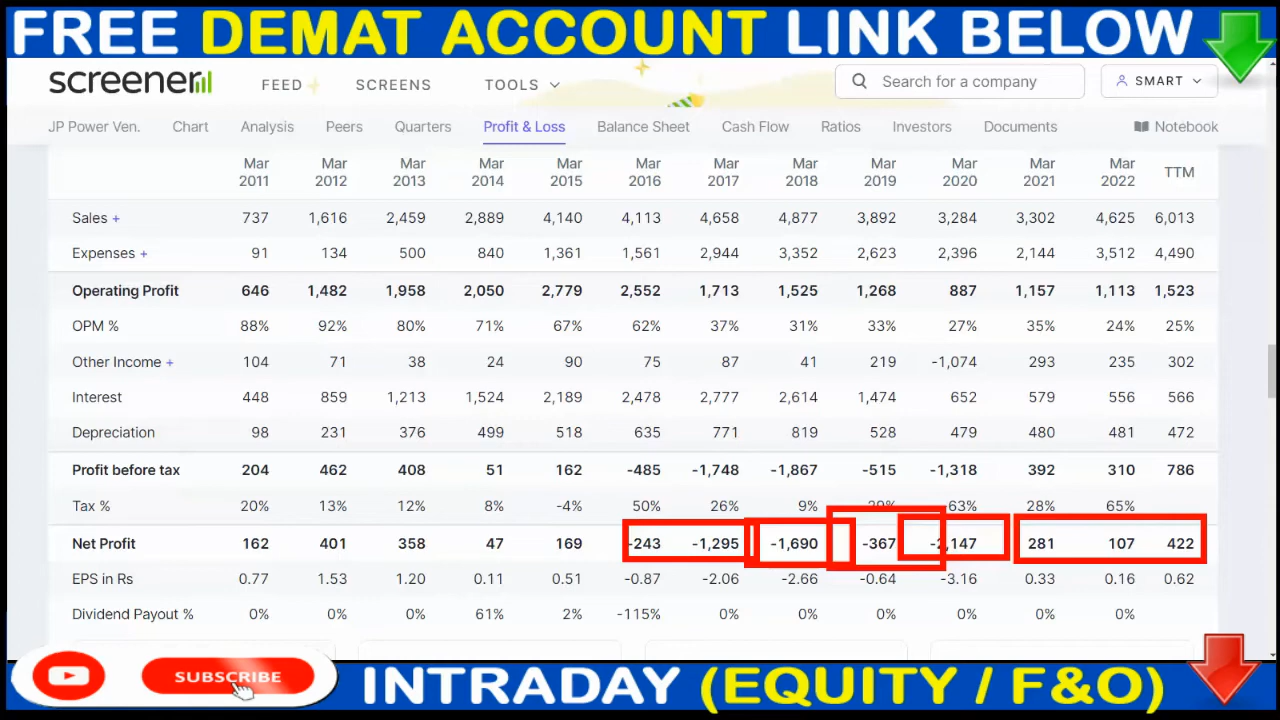 FREE DEMAT ACCOUNT LINK BELOW
screener FEED SCREENS TOOLS Search for a company SMART
JP Power Ven. Chart Analysis Peers Quarters Profit & Loss Balance Sheet Cash Flow Ratios Investors Documents Notebook
Mar 2011 Mar 2012 Mar 2013 Mar 2014 Mar 2015 Mar 2016 Mar 2017 Mar 2018 Mar 2019 Mar 2020 Mar 2021 Mar 2022 TTM
Sales + 737 1,616 2,459 2,889 4,140 4,113 4,658 4,877 3,892 3,284 3,302 4,625 6,013
Expenses + 91 134 500 840 1,361 1,561 2,944 3,352 2,623 2,396 2,144 3,512 4,490
Operating Profit 646 1,482 1,958 2,050 2,779 2,552 1,713 1,525 1,268 887 1,157 1,113 1,523
OPM % 88% 92% 80% 71% 67% 62% 37% 31% 33% 27% 35% 24% 25%
Other Income + 104 71 38 24 90 75 87 41 219 -1,074 293 235 302
Interest 448 859 1,213 1,524 2,189 2,478 2,777 2,614 1,474 652 579 556 566
Depreciation 98 231 376 499 518 635 771 819 528 479 480 481 472
Profit before tax 204 462 408 51 162 -485 -1,748 -1,867 -515 -1,318 392 310 786
Tax % 20% 13% 12% 8% -4% 50% 26% 9% 63% 28% 65%
Net Profit 162 401 358 47 169 -243 -1,295 -1,690 -367 -2,147 281 107 422
EPS in Rs 0.77 1.53 1.20 0.11 0.51 -0.87 -2.06 -2.66 -0.64 -3.16 0.33 0.16 0.62
Dividend Payout % 0% 0% 0% 61% 2% -115% 0% 0% 0% 0% 0% 0%
SUBSCRIBE INTRADAY (EQUITY / F&O)